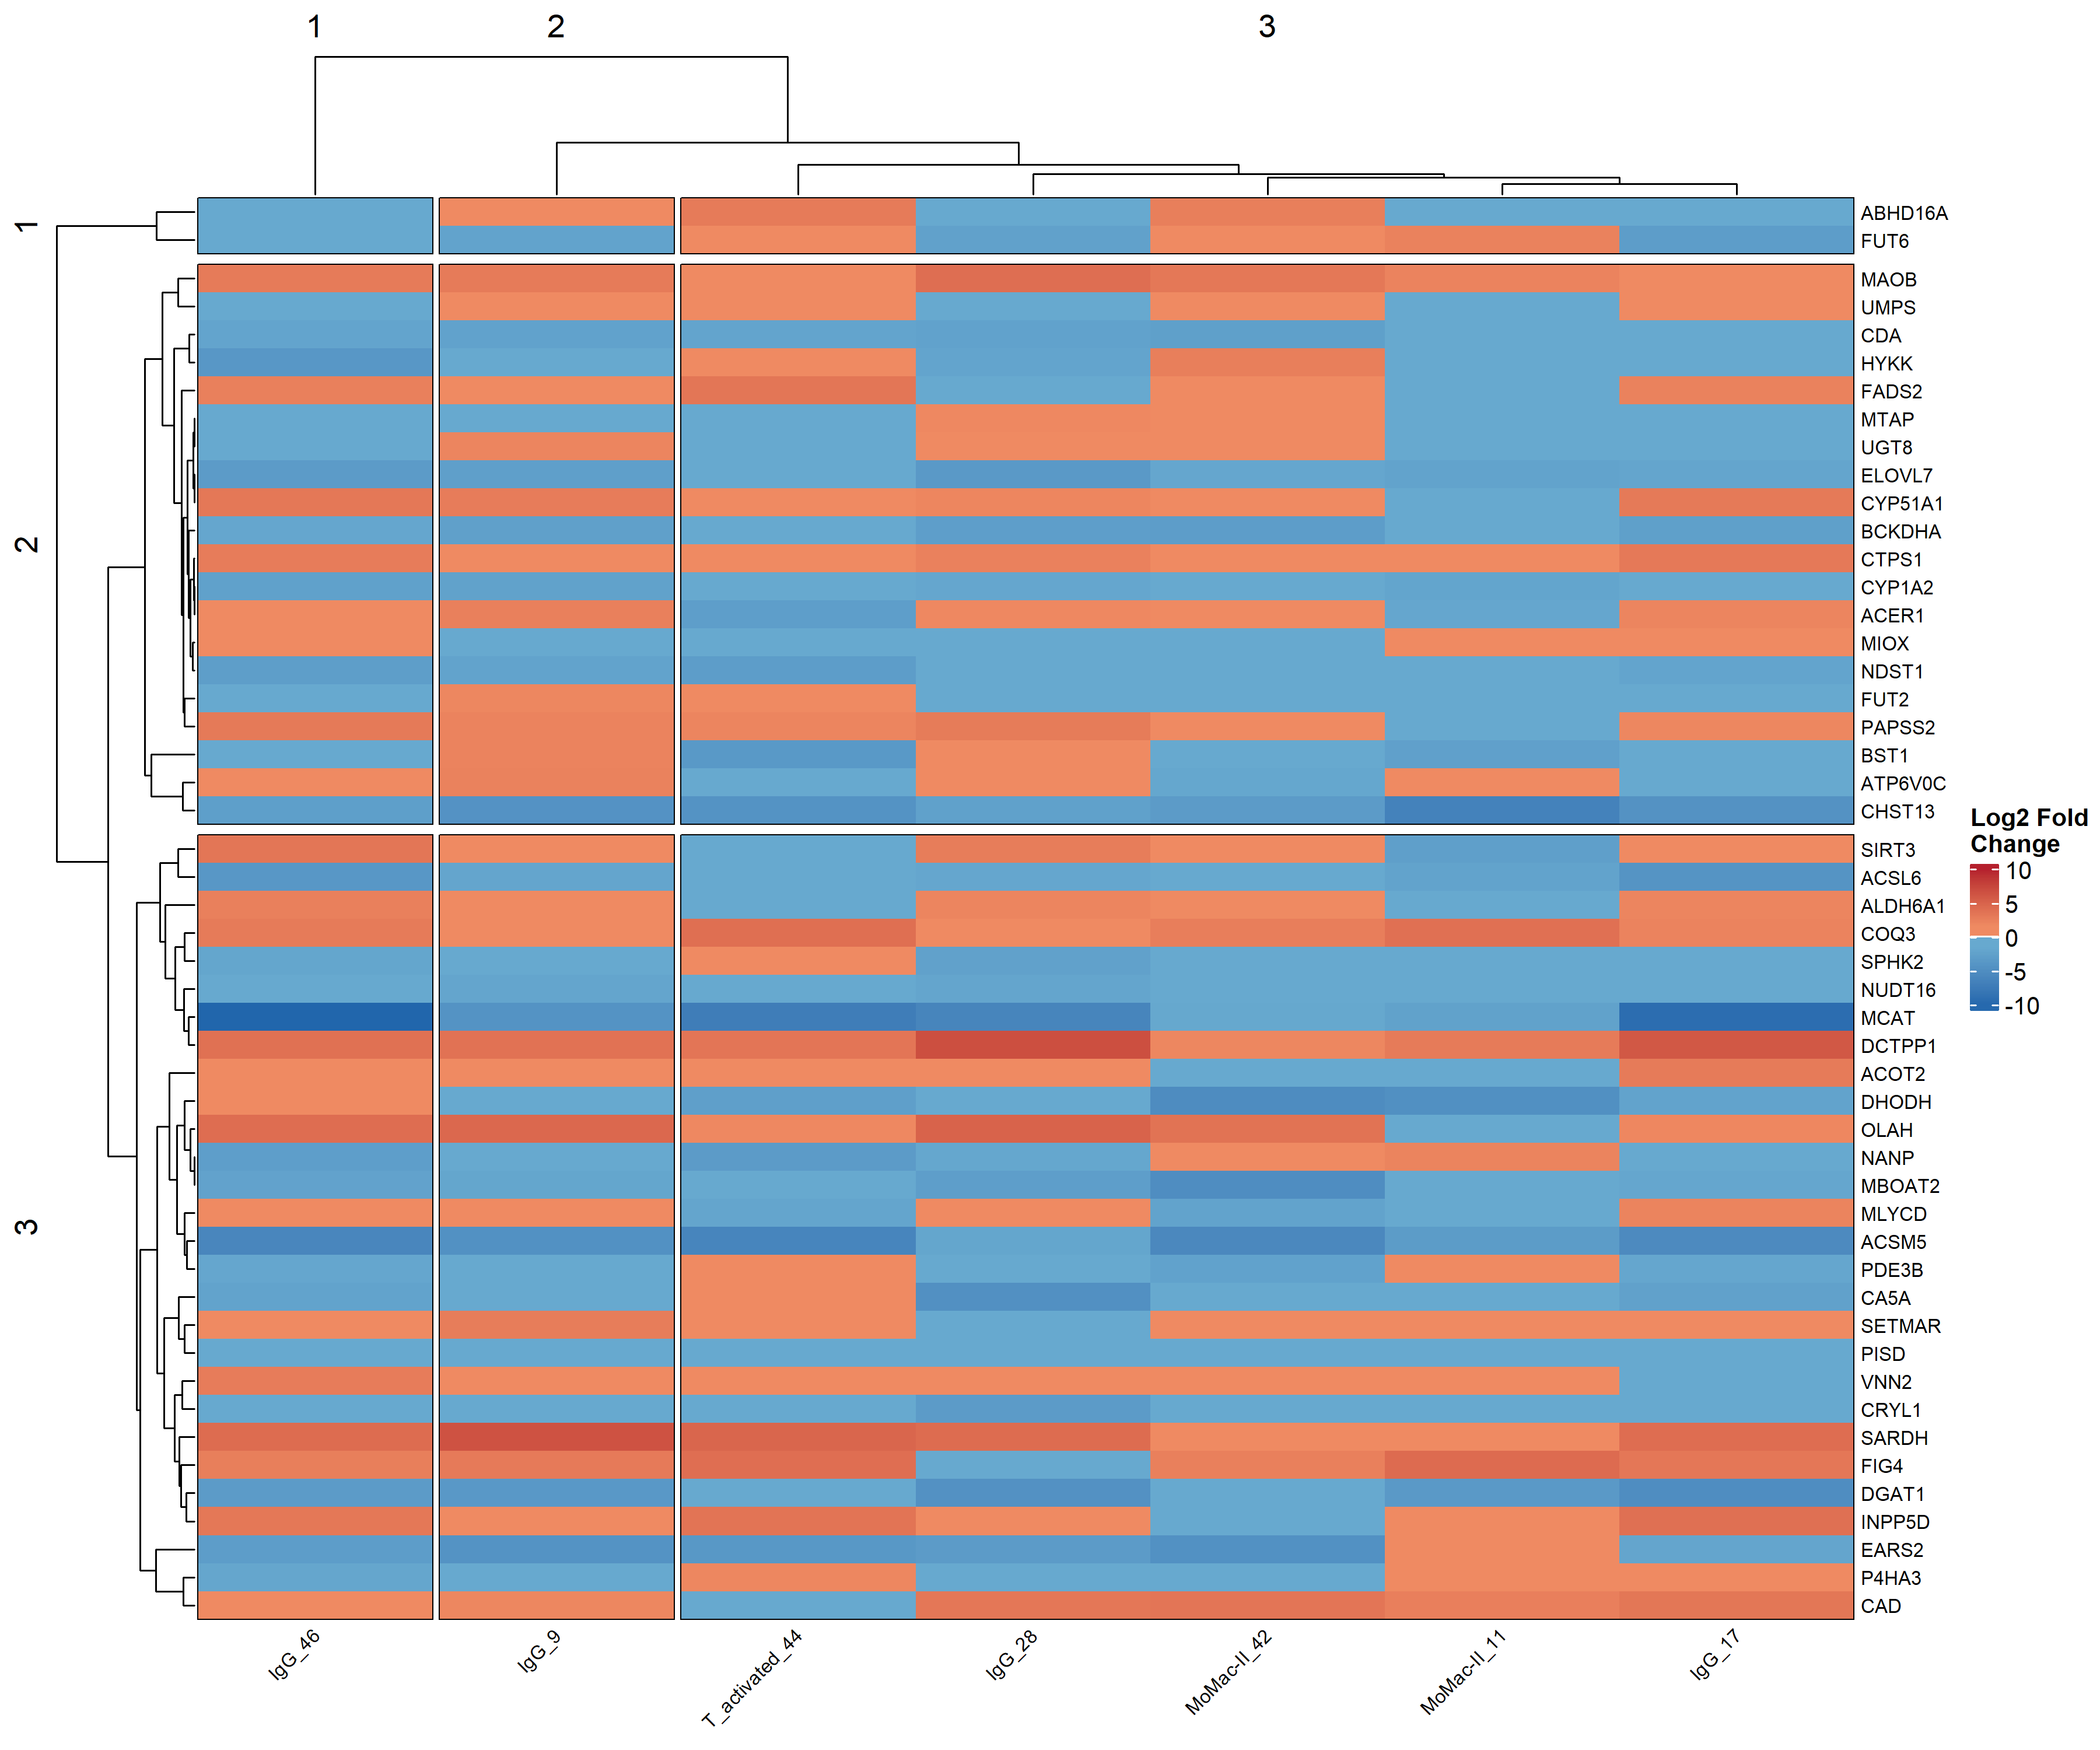 1
2
3
1
2
3
ABHD16A
FUT6
MAOB
UMPS
CDA
HYKK
FADS2
MTAP
UGT8
ELOVL7
CYP51A1
BCKDHA
CTPS1
CYP1A2
ACER1
MIOX
NDST1
FUT2
PAPSS2
BST1
ATP6V0C
CHST13
SIRT3
ACSL6
ALDH6A1
COQ3
SPHK2
NUDT16
MCAT
DCTPP1
ACOT2
DHODH
OLAH
NANP
MBOAT2
MLYCD
ACSM5
PDE3B
CA5A
SETMAR
PISD
VNN2
CRYL1
SARDH
FIG4
DGAT1
INPP5D
EARS2
P4HA3
CAD
Log2 Fold
Change
10
5
0
-5
-10
IgG_46
IgG_9
T_activated_44
IgG_28
MoMac-II_42
MoMac-II_11
IgG_17